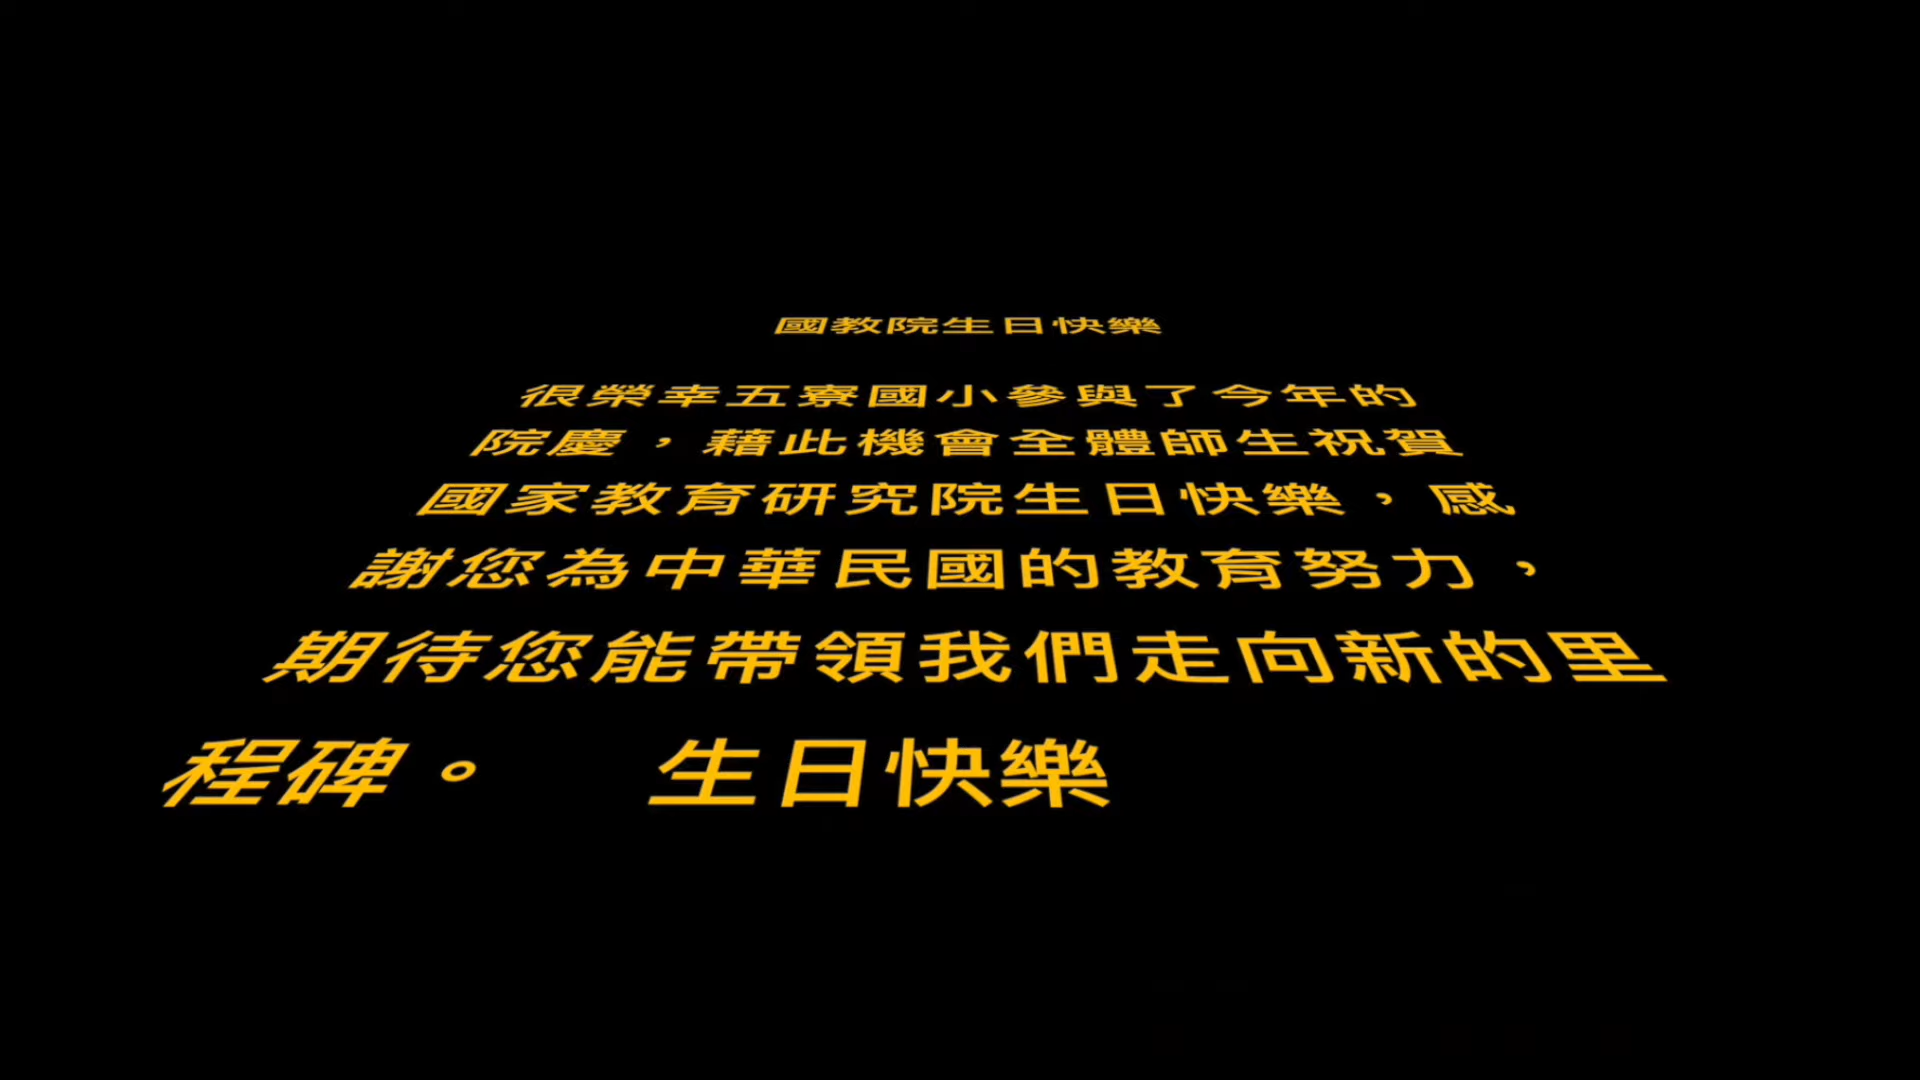 國教院生日快樂
很榮幸五寮國小參與了今年的
院慶，藉此機會全體師生祝賀
國家教育研究院生日快樂，感
謝您為中華民國的教育努力，
期待您能帶領我們走向新的里
程碑。　生日快樂